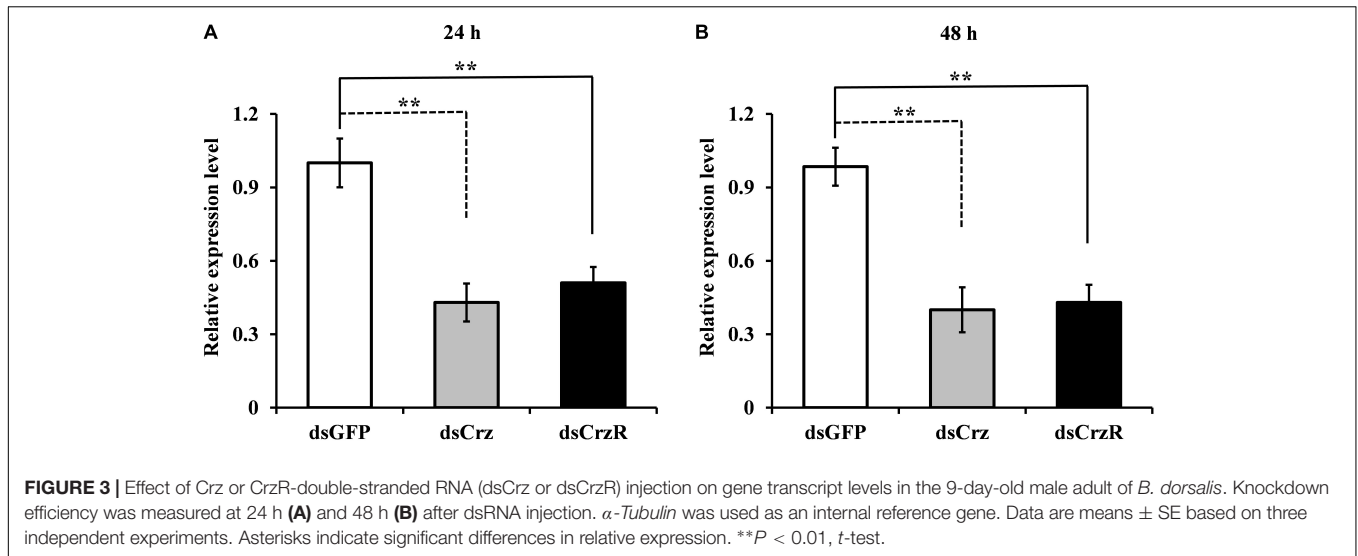 A
24 h
**
**
Relative expression level
1.2
0.9
0.6
0.3
0
dsGFP
dsCrz
dsCrzR
B
48 h
**
**
Relative expression level
1.2
0.9
0.6
0.3
0
dsGFP
dsCrz
dsCrzR
FIGURE 3 | Effect of Crz or CrzR-double-stranded RNA (dsCrz or dsCrzR) injection on gene transcript levels in the 9-day-old male adult of B. dorsalis. Knockdown
efficiency was measured at 24 h (A) and 48 h (B) after dsRNA injection. α-Tubulin was used as an internal reference gene. Data are means ± SE based on three
independent experiments. Asterisks indicate significant differences in relative expression. **P < 0.01, t-test.